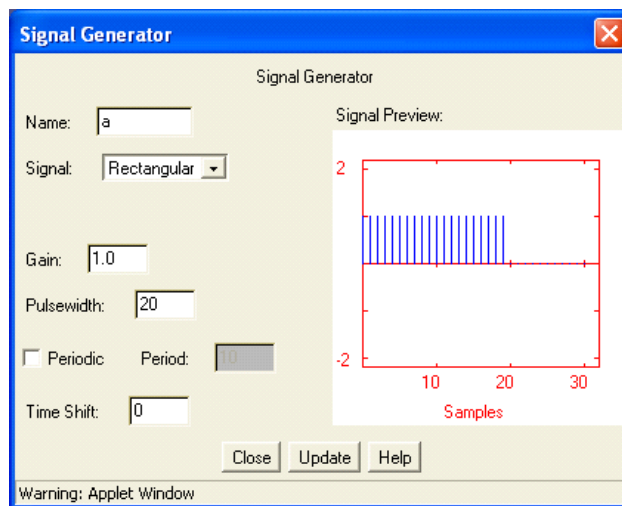 Signal Generator
Signal Generator
Name: a
Signal: Rectangular
Gain: 1.0
Pulsewidth: 20
Periodic Period: 10
Time Shift: 0
Signal Preview:
2
-2
10 20 30
Samples
Close Update Help
Warning: Applet Window